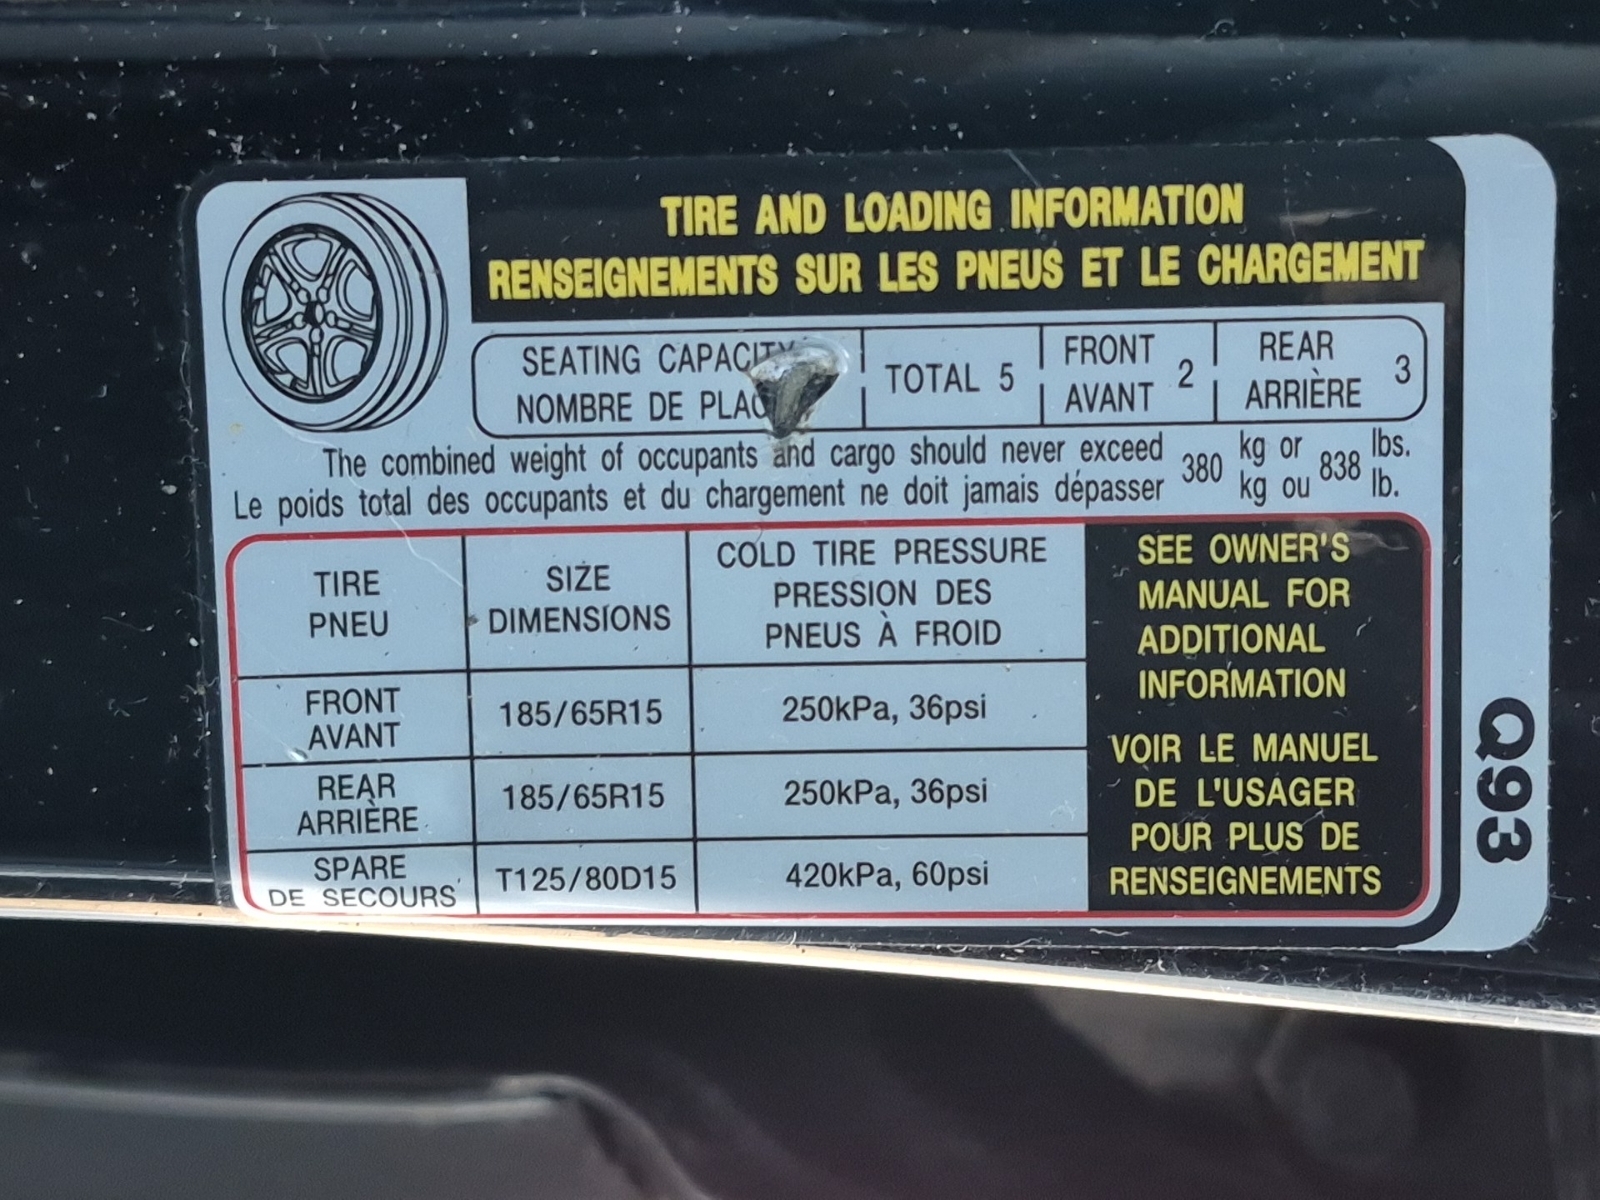 TIRE AND LOADING INFORMATION
RENSEIGNEMENTS SUR LES PNEUS ET LE CHARGEMENT
SEATING CAPACITY TOTAL 5 FRONT 2 REAR 3
NOMBRE DE AVANT ARRIÈRE
The combined weight of occupants and cargo should never exceed 380 kg or 838 lbs.
Le poids total des occupants et du chargement ne doit jamais dépasser kg ou lb.
TIRE
PNEU
SIZE
DIMENSIONS
COLD TIRE PRESSURE
PRESSION DES
PNEUS À FROID
FRONT
AVANT
185/65R15
250kPa, 36psi
REAR
ARRIÈRE
185/65R15
250kPa, 36psi
SPARE
DE SECOURS
T125/80D15
420kPa, 60psi
SEE OWNER'S
MANUAL FOR
ADDITIONAL
INFORMATION
VOIR LE MANUEL
DE L'USAGER
POUR PLUS DE
RENSEIGNEMENTS
Q93